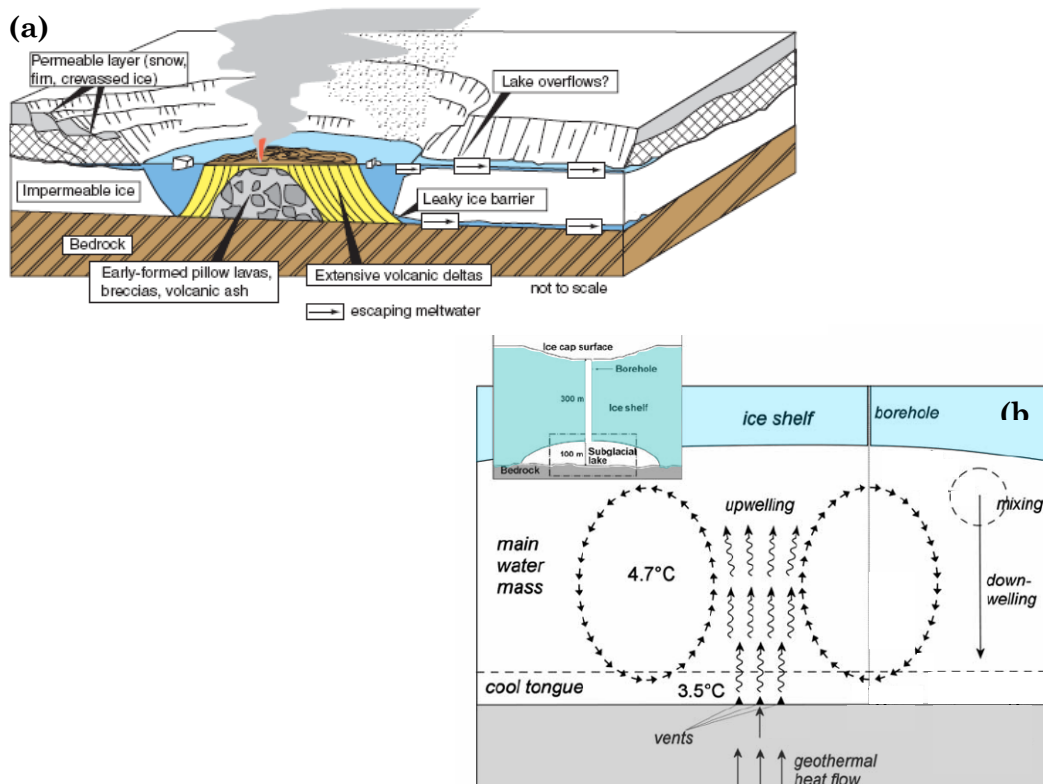 (a)
Permeable layer (snow,
firn, crevassed ice)
Lake overflows?
Impermeable ice
Leaky ice barrier
Bedrock
Early-formed pillow lavas,
breccias, volcanic ash
Extensive volcanic deltas
not to scale
escaping meltwater
Ice cap surface
Borehole
300 m
Ice shelf
100 m
Subglacial
lake
Bedrock
ice shelf
borehole
(b
upwelling
mixing
main
water
mass
4.7°C
down-
welling
cool tongue
3.5°C
vents
geothermal
heat flow